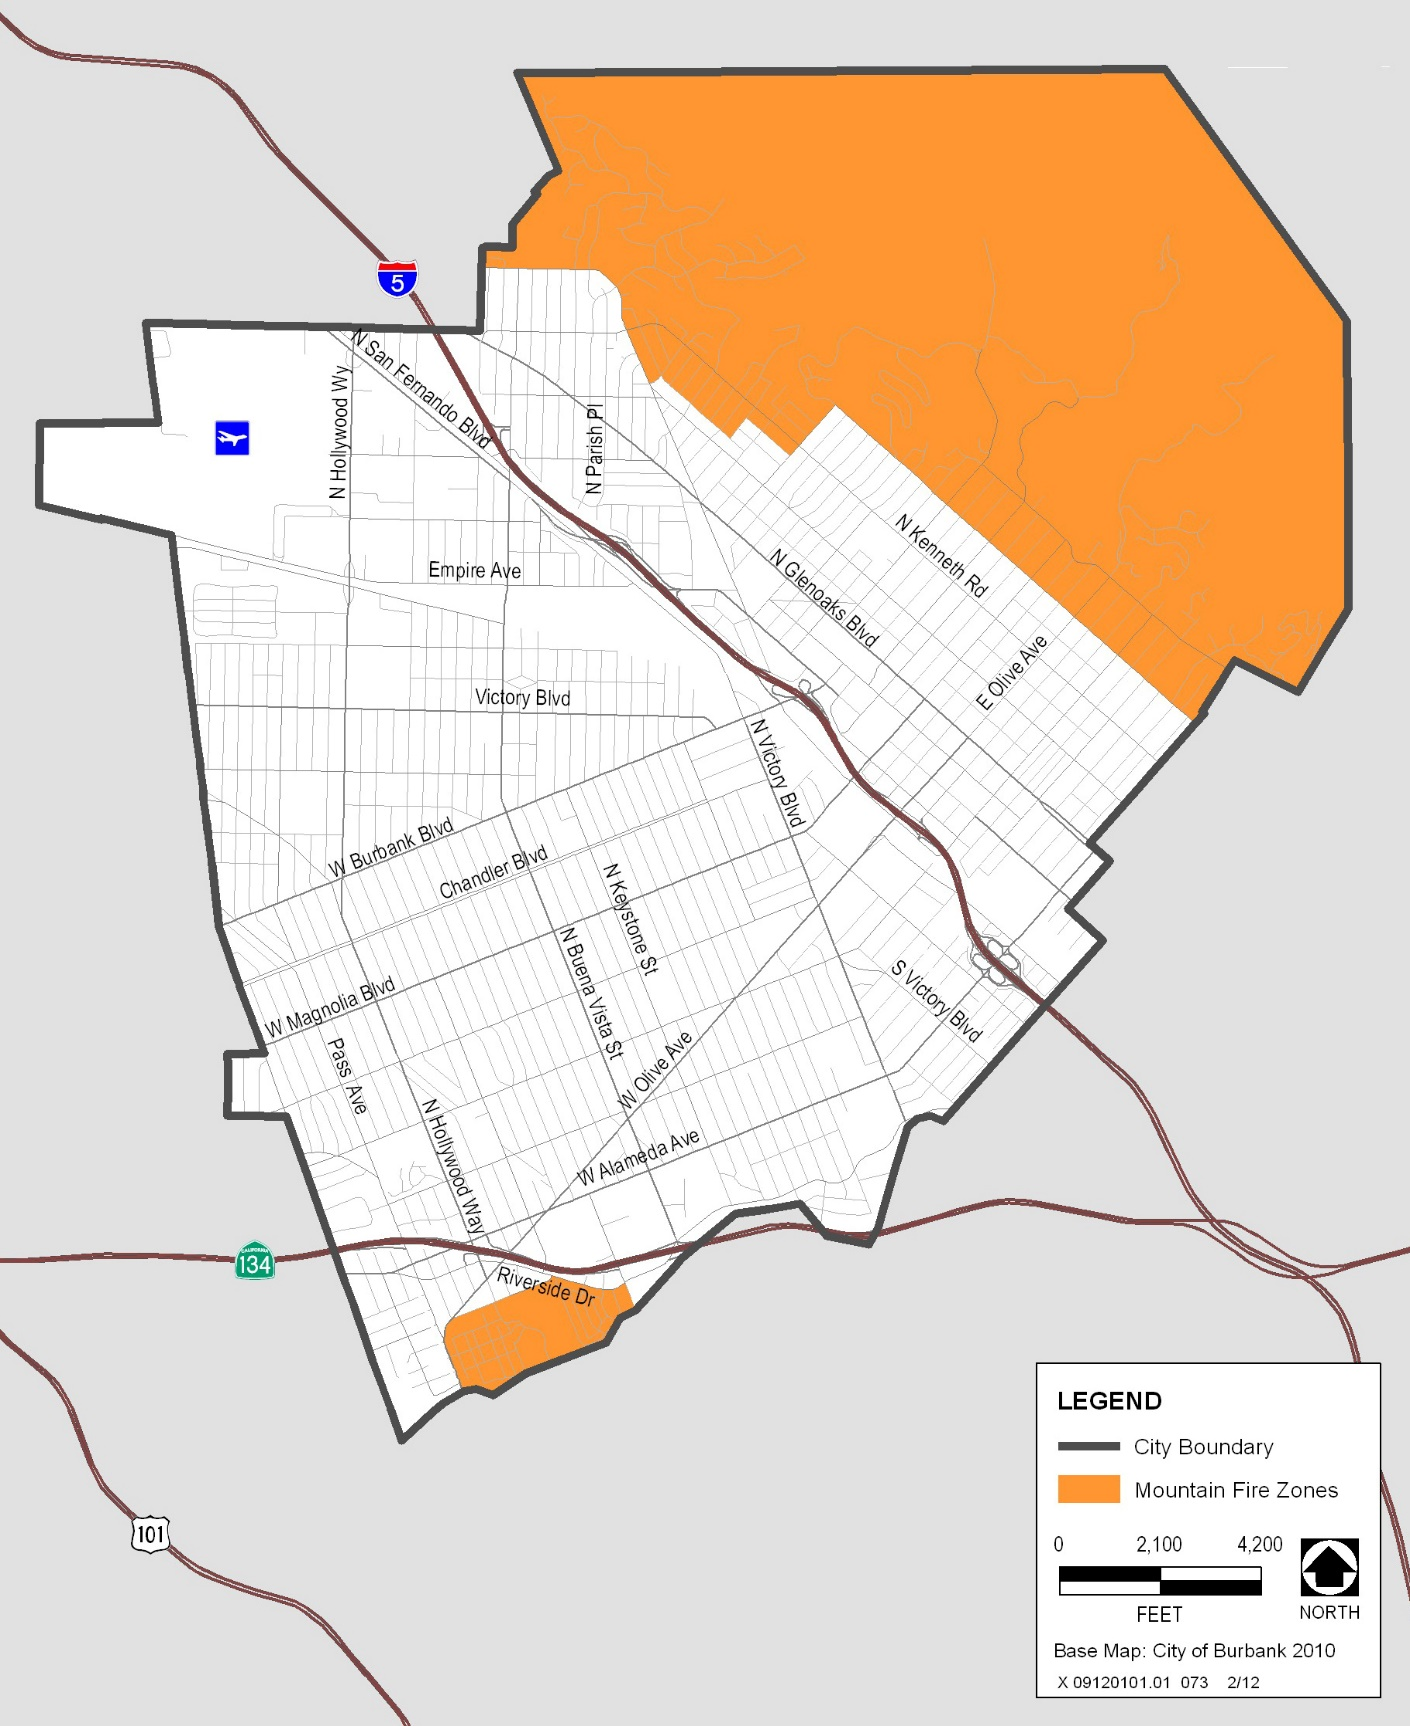 5
N San Fernando Blvd
N Hollywood Wy
N Parish Pl
N Kenneth Rd
N Glenoaks Blvd
Empire Ave
E Olive Ave
Victory Blvd
N Victory Blvd
W Burbank Blvd
Chandler Blvd
N Keystone St
N Buena Vista St
S Victory Blvd
W Magnolia Blvd
Pass Ave
W Olive Ave
N Hollywood Way
W Alameda Ave
CALIFORNIA
134
Riverside Dr
101
LEGEND
City Boundary
Mountain Fire Zones
0 2,100 4,200
FEET
NORTH
Base Map: City of Burbank 2010
X 09120101.01 073 2/12